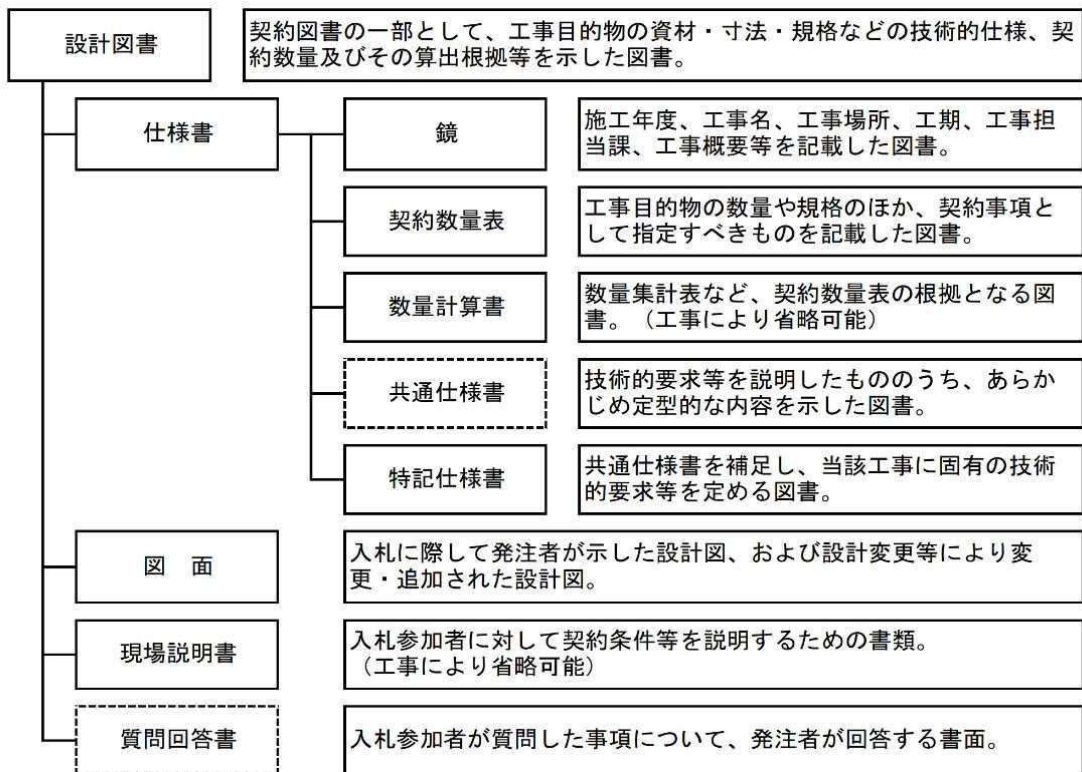 設計図書
契約図書の一部として、工事目的物の資材・寸法・規格などの技術的仕様、契
約数量及びその算出根拠等を示した図書。
仕様書
鏡
施工年度、工事名、工事場所、工期、工事担
当課、工事概要等を記載した図書。
契約数量表
工事目的物の数量や規格のほか、契約事項と
して指定すべきものを記載した図書。
数量計算書
数量集計表など、契約数量表の根拠となる図
書。（工事により省略可能）
共通仕様書
技術的要求等を説明したもののうち、あらか
じめ定型的な内容を示した図書。
特記仕様書
共通仕様書を補足し、当該工事に固有の技術
的要求等を定める図書。
図　面
入札に際して発注者が示した設計図、および設計変更等により変
更・追加された設計図。
現場説明書
入札参加者に対して契約条件等を説明するための書類。
（工事により省略可能）
質問回答書
入札参加者が質問した事項について、発注者が回答する書面。